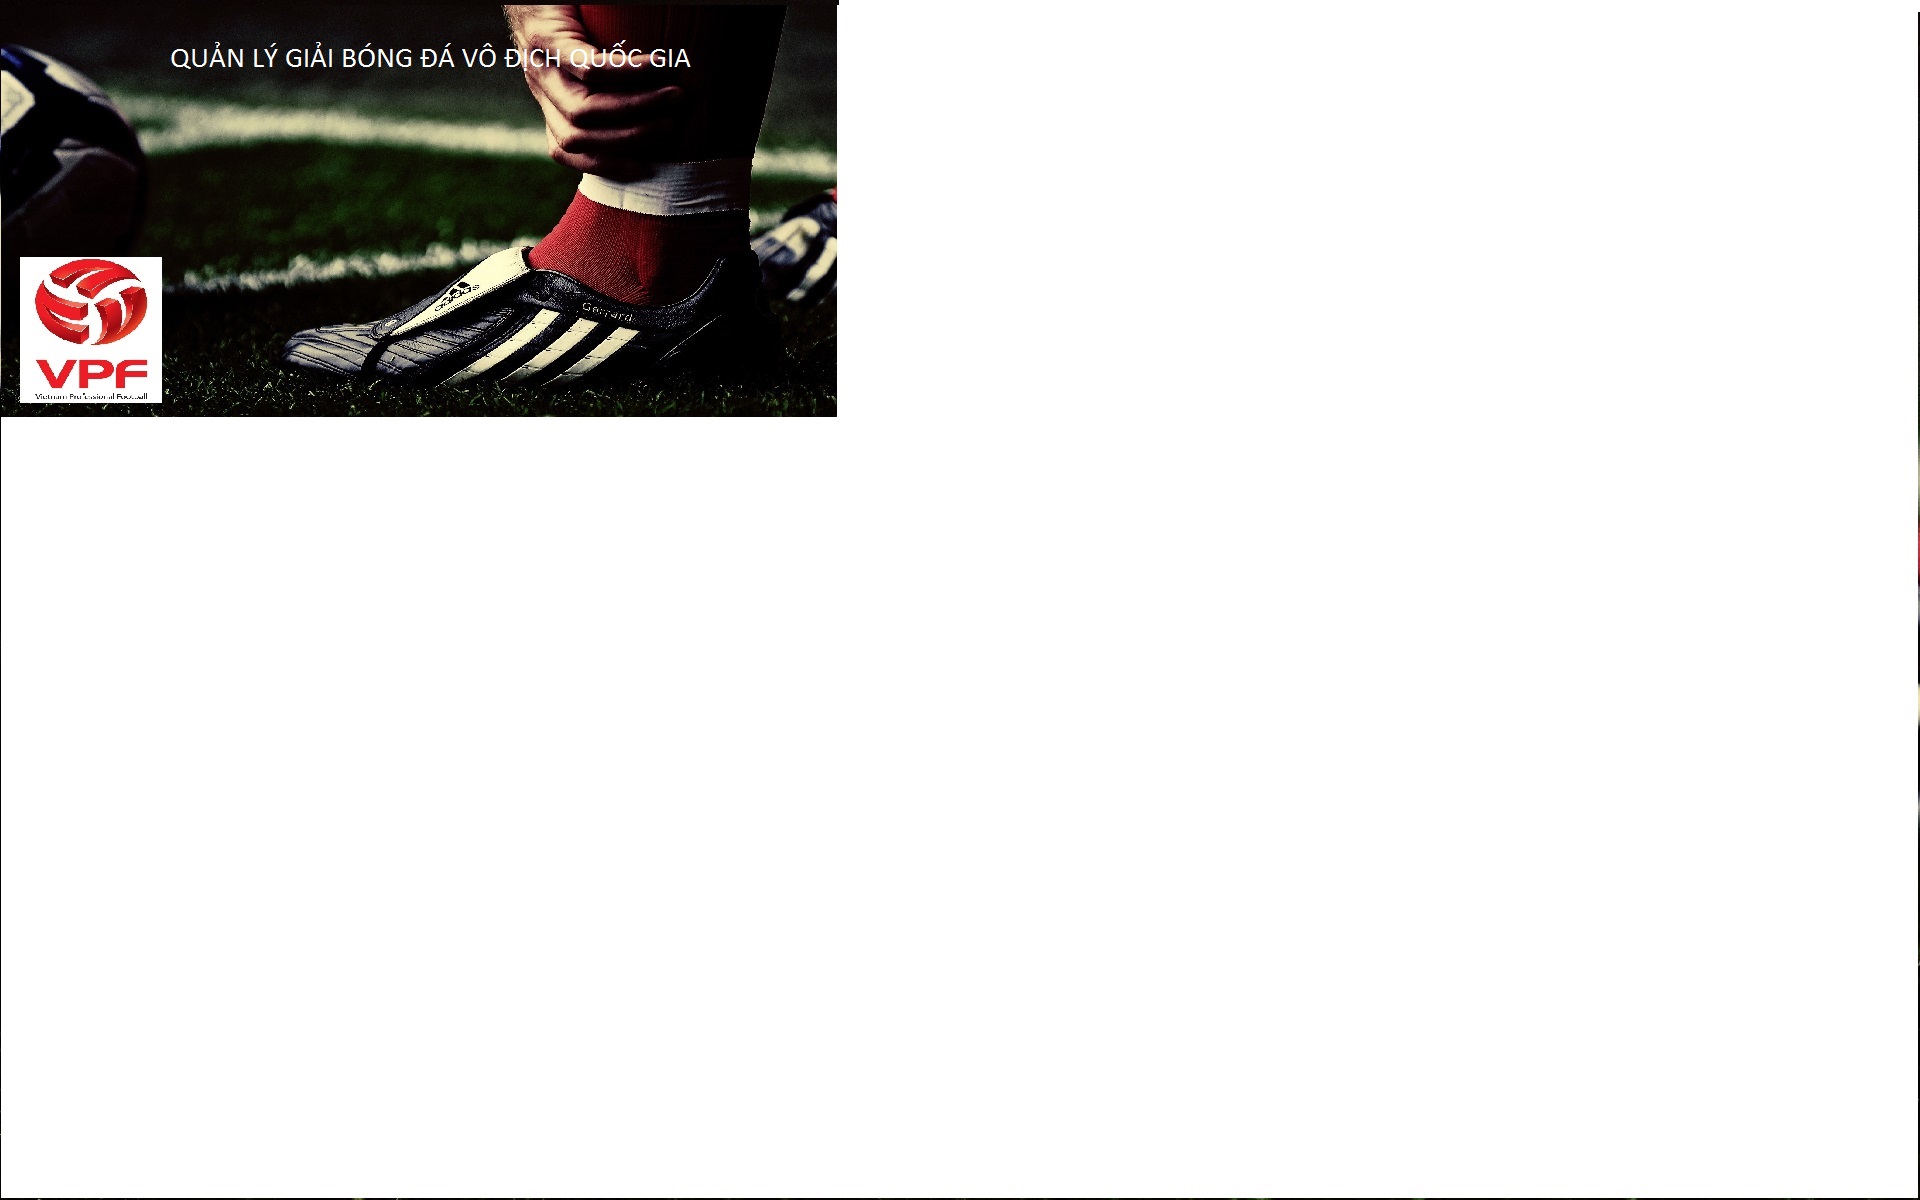 QUẢN LÝ GIẢI BÓNG ĐÁ VÔ ĐỊCH QUỐC GIA
adidas
Gerrard
VPF
Vietnam Professional Football